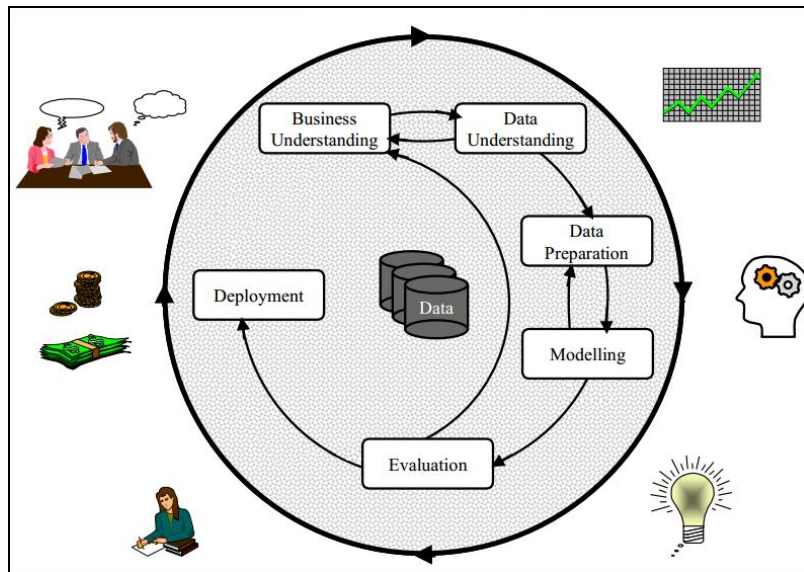 Business
Understanding
Data
Understanding
Data
Preparation
Deployment
Data
Modelling
Evaluation